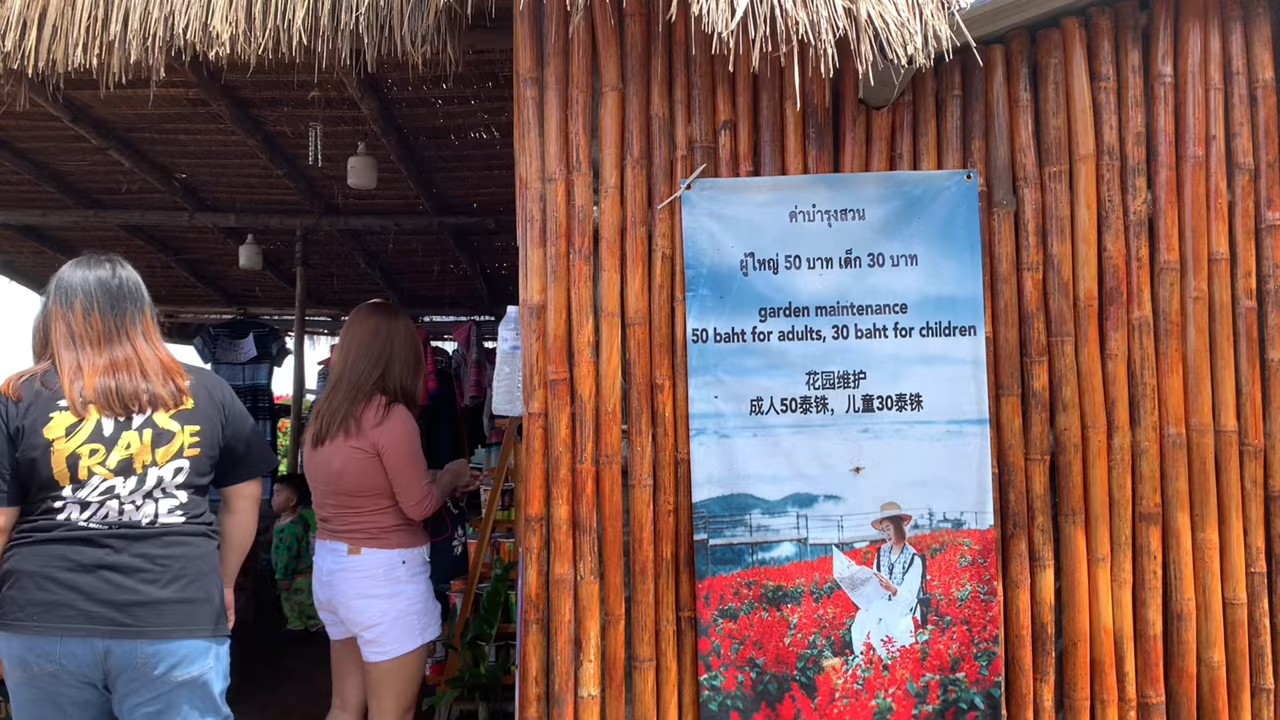 PRAISE
YOUR
NAME
ค่าบำรุงสวน
ผู้ใหญ่ 50 บาท เด็ก 30 บาท
garden maintenance
50 baht for adults, 30 baht for children
花园维护
成人50泰铢，儿童30泰铢